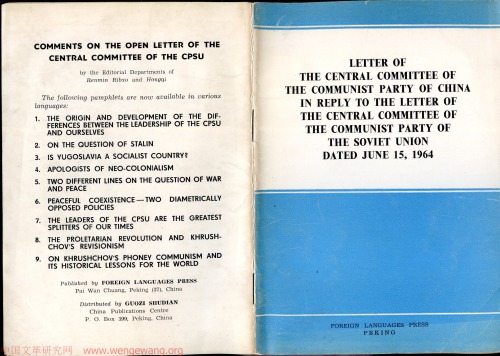 COMMENTS ON THE OPEN LETTER OF THE
CENTRAL COMMITTEE OF THE CPSU
by the Editorial Departments of
Renmin Ribao and Hongqi
The following pamphlets are now available in various
languages:
1. THE ORIGIN AND DEVELOPMENT OF THE DIF-
FERENCES BETWEEN THE LEADERSHIP OF THE CPSU
AND OURSELVES
2. ON THE QUESTION OF STALIN
3. IS YUGOSLAVIA A SOCIALIST COUNTRY?
4. APOLOGISTS OF NEO-COLONIALISM
5. TWO DIFFERENT LINES ON THE QUESTION OF WAR
AND PEACE
6. PEACEFUL COEXISTENCE—TWO DIAMETRICALLY
OPPOSED POLICIES
7. THE LEADERS OF THE CPSU ARE THE GREATEST
SPLITTERS OF OUR TIMES
8. THE PROLETARIAN REVOLUTION AND KHRUSH-
CHOV'S REVISIONISM
9. ON KHRUSHCHOV'S PHONEY COMMUNISM AND
ITS HISTORICAL LESSONS FOR THE WORLD
Published by FOREIGN LANGUAGES PRESS
Pai Wan Chuang, Peking (37), China
Distributed by GUOZI SHUDIAN
China Publications Centre
P. O. Box 399, Peking, China
中国文革研究网 www.wengewang.org
LETTER OF
THE CENTRAL COMMITTEE OF
THE COMMUNIST PARTY OF CHINA
IN REPLY TO THE LETTER OF
THE CENTRAL COMMITTEE OF
THE COMMUNIST PARTY OF
THE SOVIET UNION
DATED JUNE 15, 1964
FOREIGN LANGUAGES PRESS
PEKING